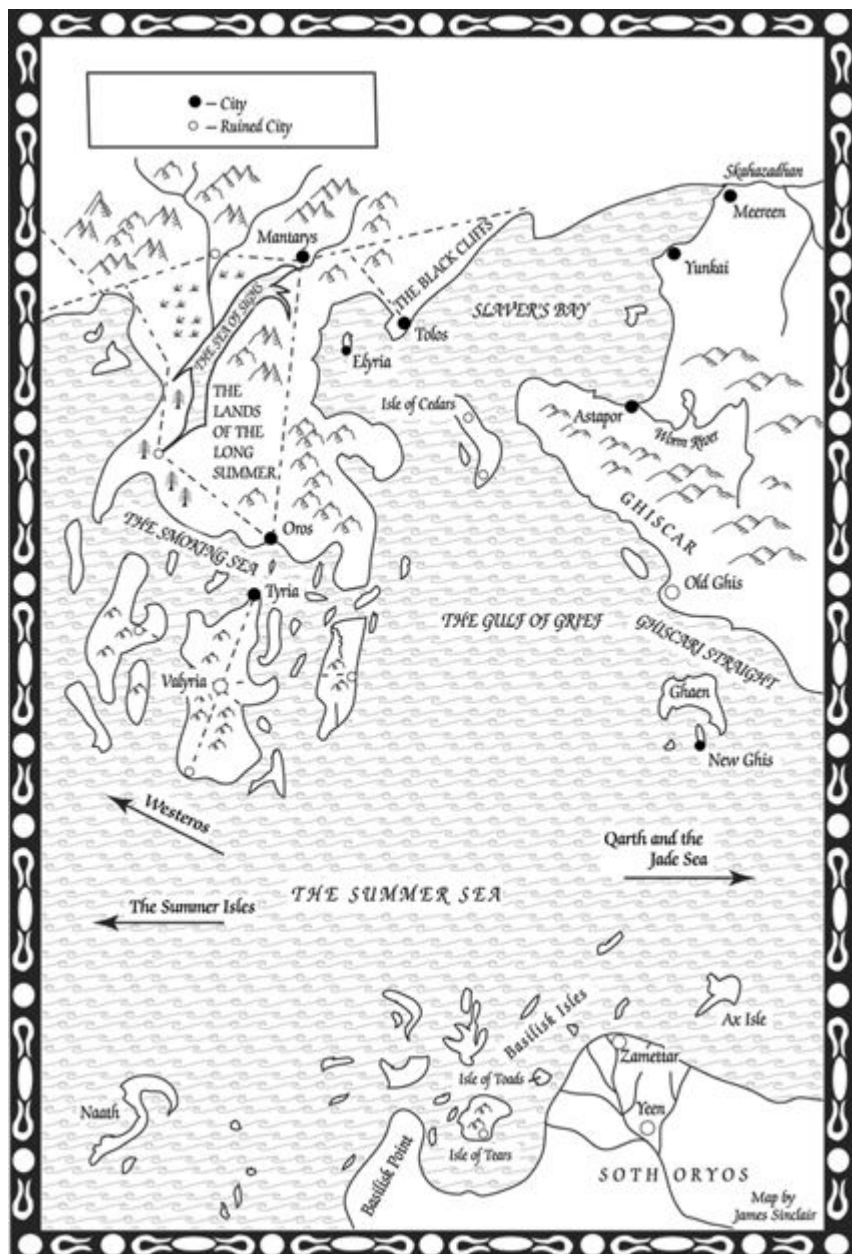 – City
– Ruined City
Skahazadhan
Meereen
Mantarys
THE BLACK CLIFFS
Yunkai
THE SEA OF SIGHS
SLAVER'S BAY
Tolos
Elyria
THE
LANDS
OF THE
LONG
SUMMER
Isle of Cedars
Astapor
Worm River
GHISCAR
THE SMOKING SEA
Oros
Tyria
Old Ghis
THE GULF OF GRIEF
GHISCARI STRAIGHT
Valyria
Ghaen
New Ghis
Westeros
Qarth and the
Jade Sea
The Summer Isles
THE SUMMER SEA
Basilisk Isles
Ax Isle
Zamettar
Isle of Toads
Naath
Yeen
Isle of Tears
Basilisk Point
SOTHORYOS
Map by
James Sinclair